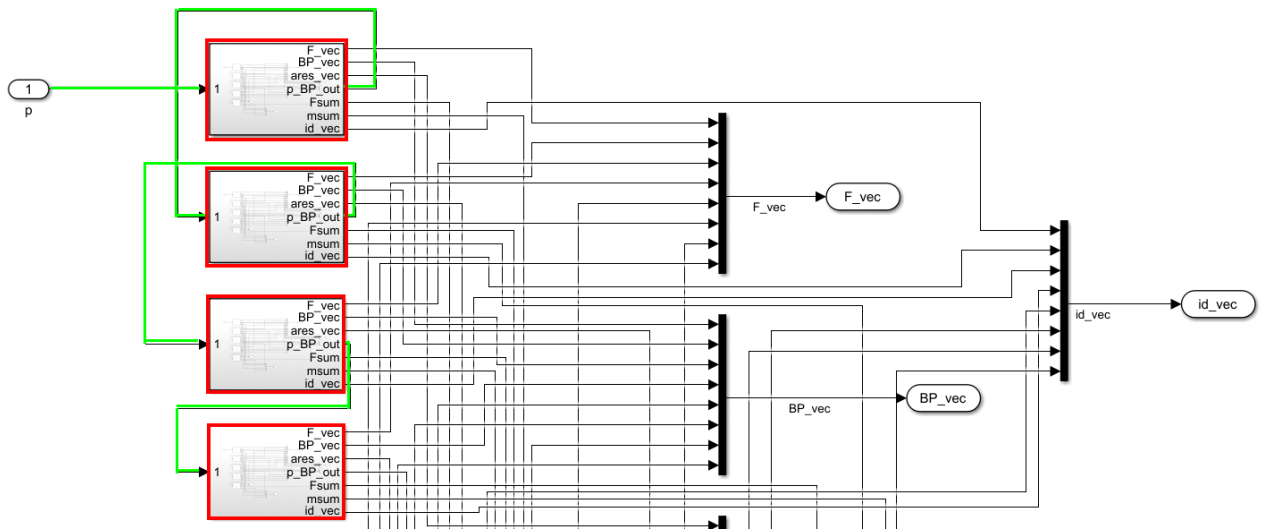 1
p
1
F_vec
BP_vec
ares_vec
p_BP_out
Fsum
msum
id_vec
1
F_vec
BP_vec
ares_vec
p_BP_out
Fsum
msum
id_vec
F_vec
F_vec
1
F_vec
BP_vec
ares_vec
p_BP_out
Fsum
msum
id_vec
id_vec
id_vec
BP_vec
BP_vec
1
F_vec
BP_vec
ares_vec
p_BP_out
Fsum
msum
id_vec